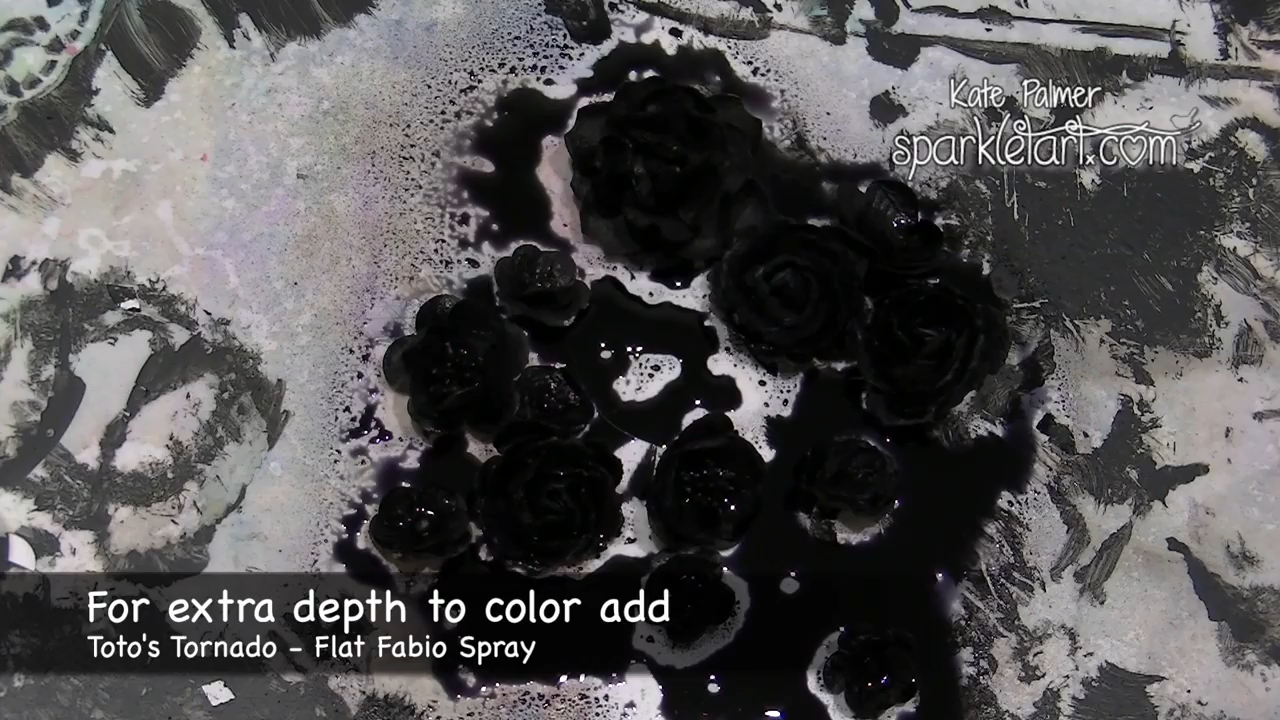 Kate Palmer
sparkletart.com
For extra depth to color add
Toto's Tornado - Flat Fabio Spray